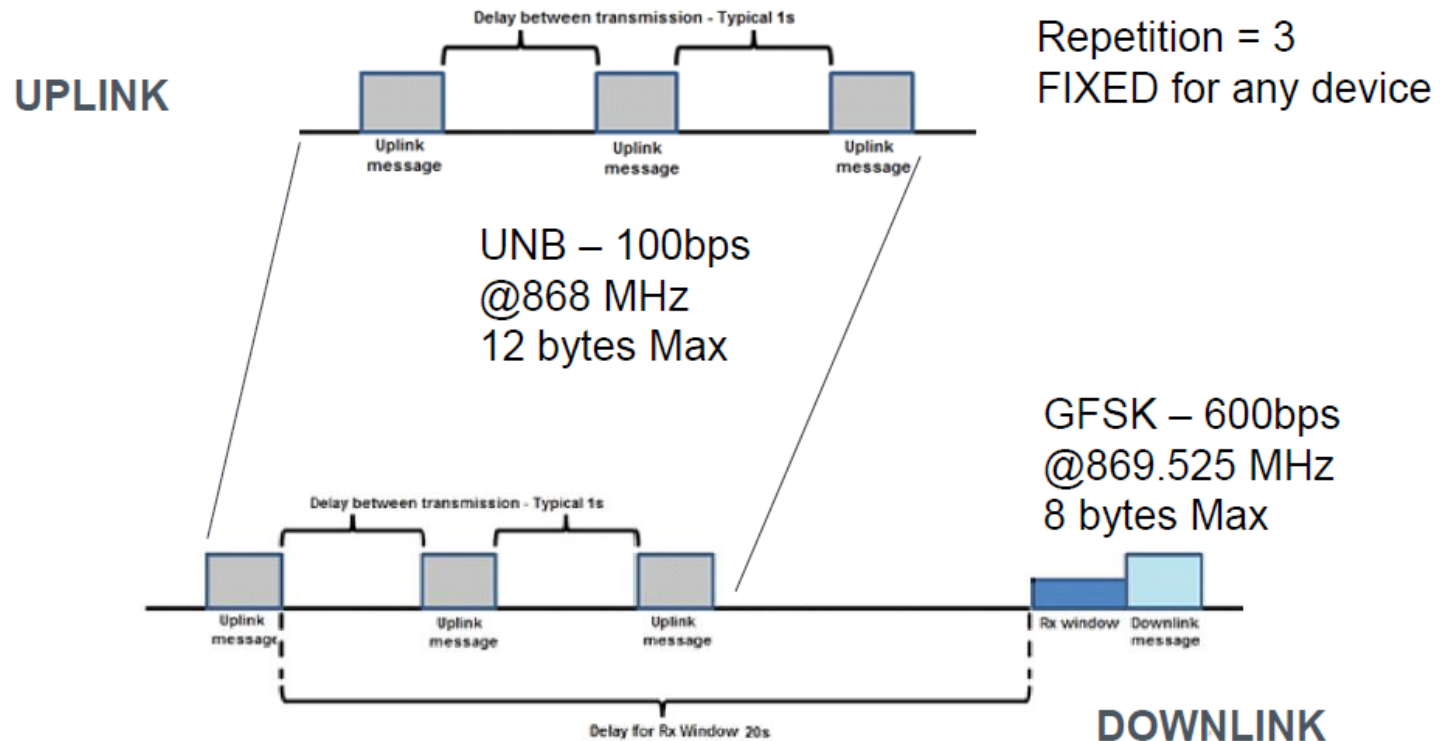 Delay between transmission - Typical 1s
Repetition = 3
FIXED for any device
UPLINK
Uplink
message
Uplink
message
Uplink
message
UNB – 100bps
@868 MHz
12 bytes Max
GFSK – 600bps
@869.525 MHz
8 bytes Max
Delay between transmission - Typical 1s
Uplink
message
Uplink
message
Uplink
message
Rx window
Downlink
message
Delay for Rx Window 20s
DOWNLINK